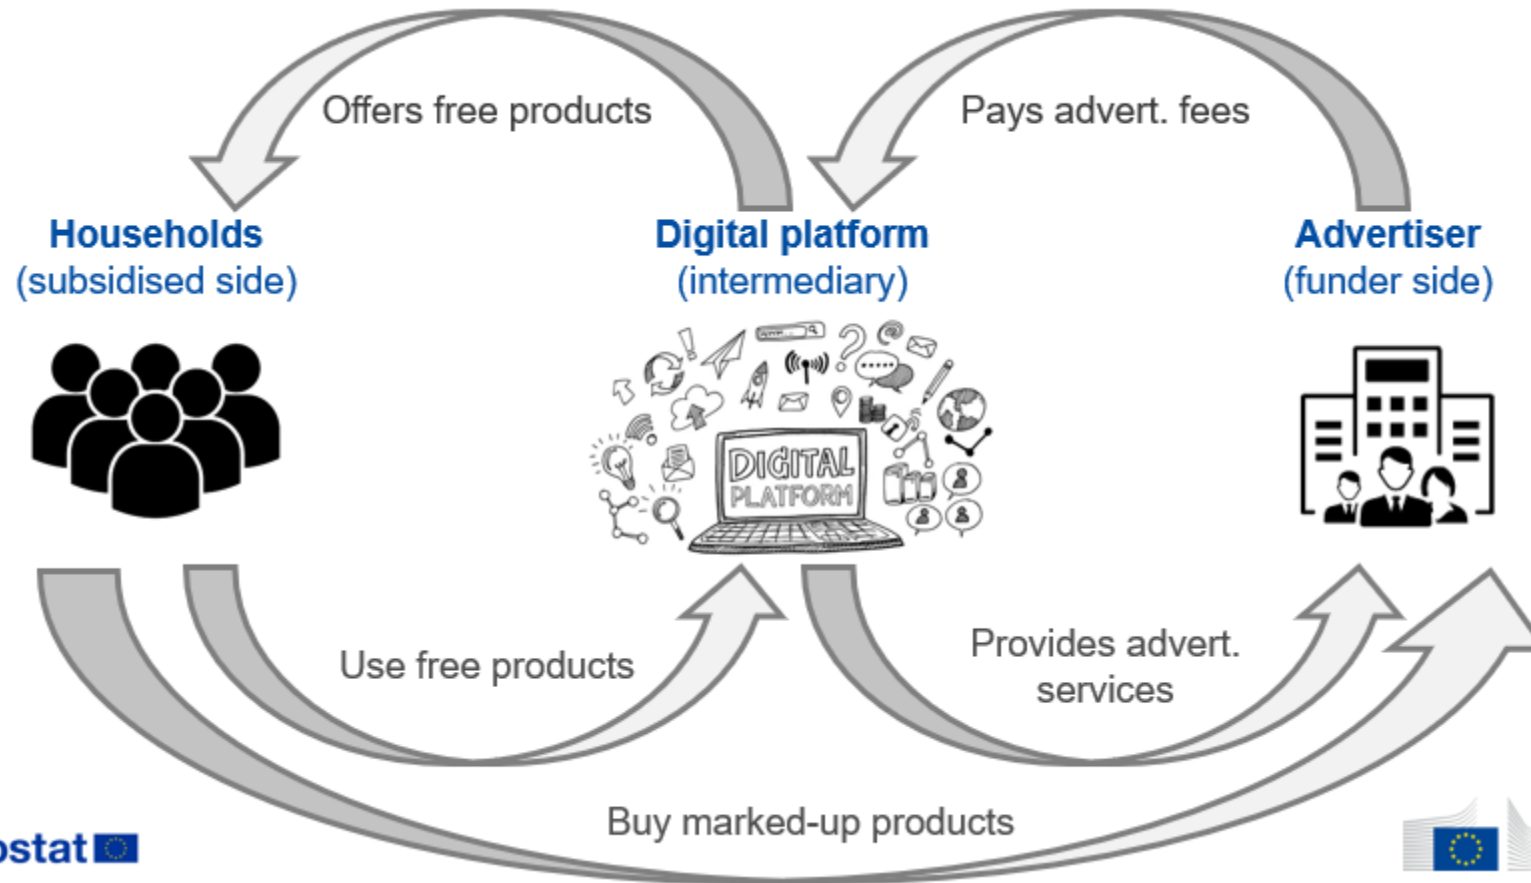 Offers free products
Pays advert. fees
Households
(subsidised side)
Digital platform
(intermediary)
Advertiser
(funder side)
DIGITAL
PLATFORM
Use free products
Provides advert.
services
Buy marked-up products
ostat